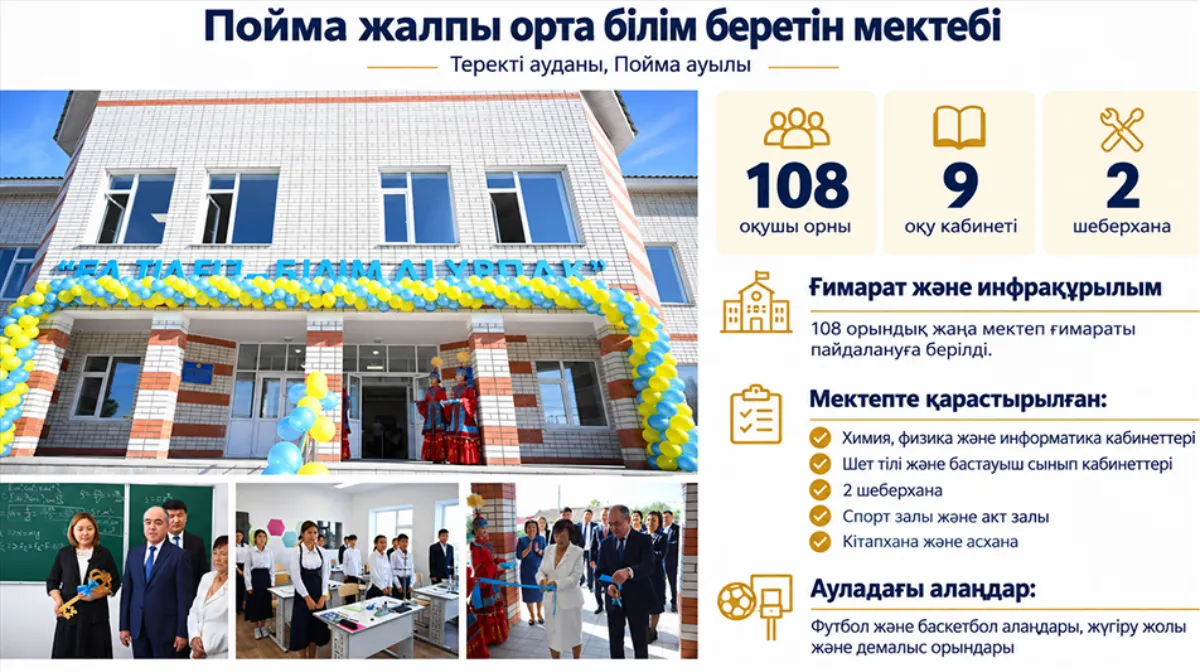 Пойма жалпы орта білім беретін мектебі
Теректі ауданы, Пойма ауылы
108
оқушы орны
9
оқу кабинеті
2
шеберхана
БІЛІМ
Ғимарат және инфрақұрылым
108 орындық жаңа мектеп ғимараты
пайдалануға берілді.
Мектепте қарастырылған:
Химия, физика және информатика кабинеттері
Шет тілі және бастауыш сынып кабинеттері
2 шеберхана
Спорт залы және акт залы
Кітапхана және асхана
Ауладағы алаңдар:
Футбол және баскетбол алаңдары, жүгіру жолы
және демалыс орындары